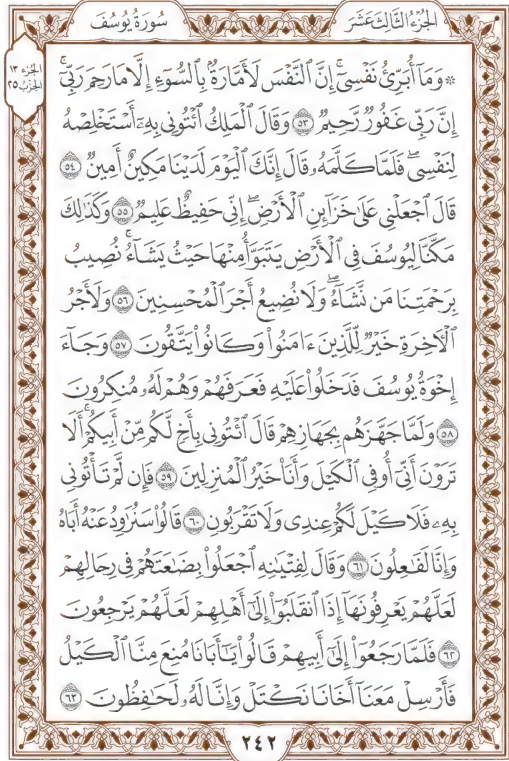 الجزء الثالث عشر
سورة يوسف
الجزء ١٣
الحزب ٢٥
۞ وَمَآ أُبَرِّئُ نَفْسِىٓۚ إِنَّ ٱلنَّفْسَ لَأَمَّارَةٌۢ بِٱلسُّوٓءِ إِلَّا مَا رَحِمَ رَبِّىٓۚ
إِنَّ رَبِّى غَفُورٌ رَّحِيمٌ ٥٣ وَقَالَ ٱلْمَلِكُ ٱئْتُونِى بِهِۦٓ أَسْتَخْلِصْهُ
لِنَفْسِىۖ فَلَمَّا كَلَّمَهُۥ قَالَ إِنَّكَ ٱلْيَوْمَ لَدَيْنَا مَكِينٌ أَمِينٌ ٥٤
قَالَ ٱجْعَلْنِى عَلَىٰ خَزَآئِنِ ٱلْأَرْضِۖ إِنِّى حَفِيظٌ عَلِيمٌ ٥٥ وَكَذَٰلِكَ
مَكَّنَّا لِيُوسُفَ فِى ٱلْأَرْضِ يَتَبَوَّأُ مِنْهَا حَيْثُ يَشَآءُۚ نُصِيبُ
بِرَحْمَتِنَا مَن نَّشَآءُۖ وَلَا نُضِيعُ أَجْرَ ٱلْمُحْسِنِينَ ٥٦ وَلَأَجْرُ
ٱلْءَاخِرَةِ خَيْرٌ لِّلَّذِينَ ءَامَنُوا۟ وَكَانُوا۟ يَتَّقُونَ ٥٧ وَجَآءَ
إِخْوَةُ يُوسُفَ فَدَخَلُوا۟ عَلَيْهِ فَعَرَفَهُمْ وَهُمْ لَهُۥ مُنكِرُونَ
٥٨ وَلَمَّا جَهَّزَهُم بِجَهَازِهِمْ قَالَ ٱئْتُونِى بِأَخٍ لَّكُم مِّنْ أَبِيكُمْۚ أَلَا
تَرَوْنَ أَنِّىٓ أُوفِى ٱلْكَيْلَ وَأَنَا۠ خَيْرُ ٱلْمُنزِلِينَ ٥٩ فَإِن لَّمْ تَأْتُونِى
بِهِۦ فَلَا كَيْلَ لَكُمْ عِندِى وَلَا تَقْرَبُونِ ٦٠ قَالُوا۟ سَنُرَٰوِدُ عَنْهُ أَبَاهُ
وَإِنَّا لَفَٰعِلُونَ ٦١ وَقَالَ لِفِتْيَٰنِهِ ٱجْعَلُوا۟ بِضَٰعَتَهُمْ فِى رِحَالِهِمْ
لَعَلَّهُمْ يَعْرِفُونَهَآ إِذَا ٱنقَلَبُوٓا۟ إِلَىٰٓ أَهْلِهِمْ لَعَلَّهُمْ يَرْجِعُونَ
٦٢ فَلَمَّا رَجَعُوٓا۟ إِلَىٰٓ أَبِيهِمْ قَالُوا۟ يَٰٓأَبَانَا مُنِعَ مِنَّا ٱلْكَيْلُ
فَأَرْسِلْ مَعَنَآ أَخَانَا نَكْتَلْ وَإِنَّا لَهُۥ لَحَٰفِظُونَ ٦٣
٢٤٢